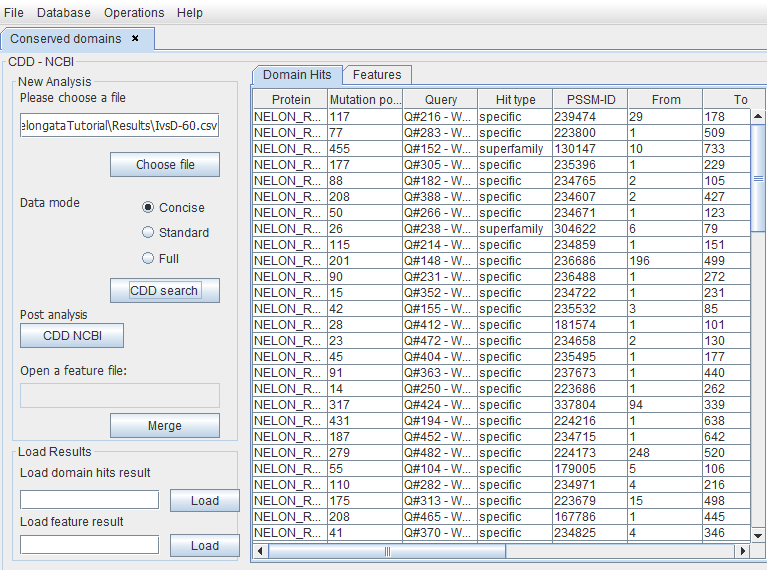 File Database Operations Help
Conserved domains ×
CDD - NCBI
New Analysis
Please choose a file
elongataTutorial\Results\IvsD-60.csv
Choose file
Data mode
Concise
Standard
Full
CDD search
Post analysis
CDD NCBI
Open a feature file:
Merge
Load Results
Load domain hits result
Load
Load feature result
Load
Domain Hits Features
Protein Mutation po... Query Hit type PSSM-ID From To
NELON_R... 117 Q#216 - W... specific 239474 29 178
NELON_R... 77 Q#283 - W... specific 223800 1 509
NELON_R... 455 Q#152 - W... superfamily 130147 10 733
NELON_R... 177 Q#305 - W... specific 235396 1 229
NELON_R... 88 Q#182 - W... specific 234765 2 105
NELON_R... 208 Q#388 - W... specific 234607 2 427
NELON_R... 50 Q#266 - W... specific 234671 1 123
NELON_R... 26 Q#238 - W... superfamily 304622 6 79
NELON_R... 115 Q#214 - W... specific 234859 1 151
NELON_R... 201 Q#148 - W... specific 236686 196 499
NELON_R... 90 Q#231 - W... specific 236488 1 272
NELON_R... 15 Q#352 - W... specific 234722 1 231
NELON_R... 42 Q#155 - W... specific 235532 3 85
NELON_R... 28 Q#412 - W... specific 181574 1 101
NELON_R... 23 Q#472 - W... specific 234658 2 130
NELON_R... 45 Q#404 - W... specific 235495 1 177
NELON_R... 91 Q#363 - W... specific 237673 1 440
NELON_R... 14 Q#250 - W... specific 223686 1 262
NELON_R... 317 Q#424 - W... specific 337804 94 339
NELON_R... 431 Q#194 - W... specific 224216 1 638
NELON_R... 187 Q#452 - W... specific 234715 1 642
NELON_R... 279 Q#482 - W... specific 224173 248 520
NELON_R... 55 Q#104 - W... specific 179005 5 106
NELON_R... 110 Q#282 - W... specific 234971 4 216
NELON_R... 175 Q#313 - W... specific 223679 15 498
NELON_R... 208 Q#465 - W... specific 167786 1 445
NELON_R... 41 Q#370 - W... specific 234825 4 346